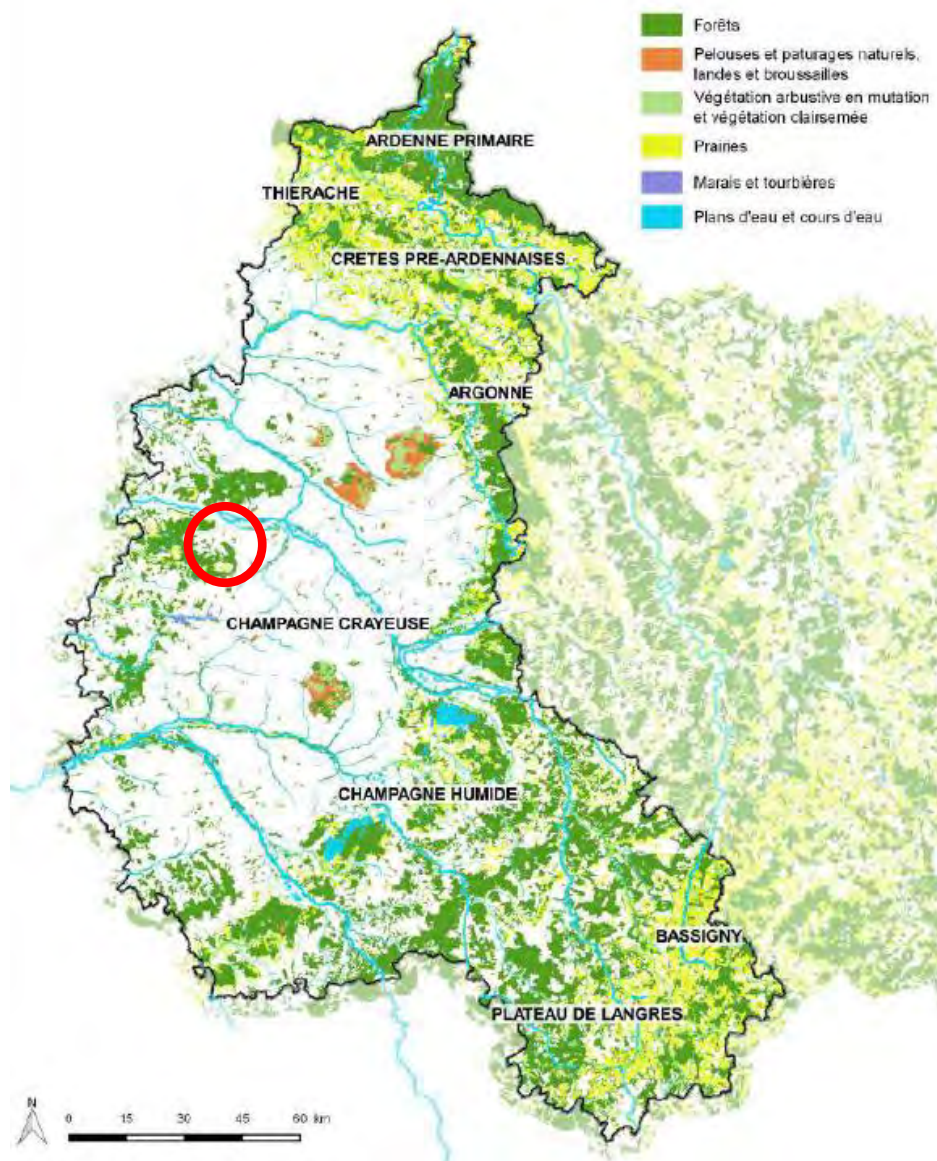 Forêts
Pelouses et paturages naturels,
landes et broussailles
Végétation arbustive en mutation
et végétation clairsemée
Prairies
Marais et tourbières
Plans d'eau et cours d'eau
ARDENNE PRIMAIRE
THIERACHE
CRETES PRE-ARDENNAISES
ARGONNE
CHAMPAGNE CRAYEUSE
CHAMPAGNE HUMIDE
BASSIGNY
PLATEAU DE LANGRES
N
0 15 30 45 60 km